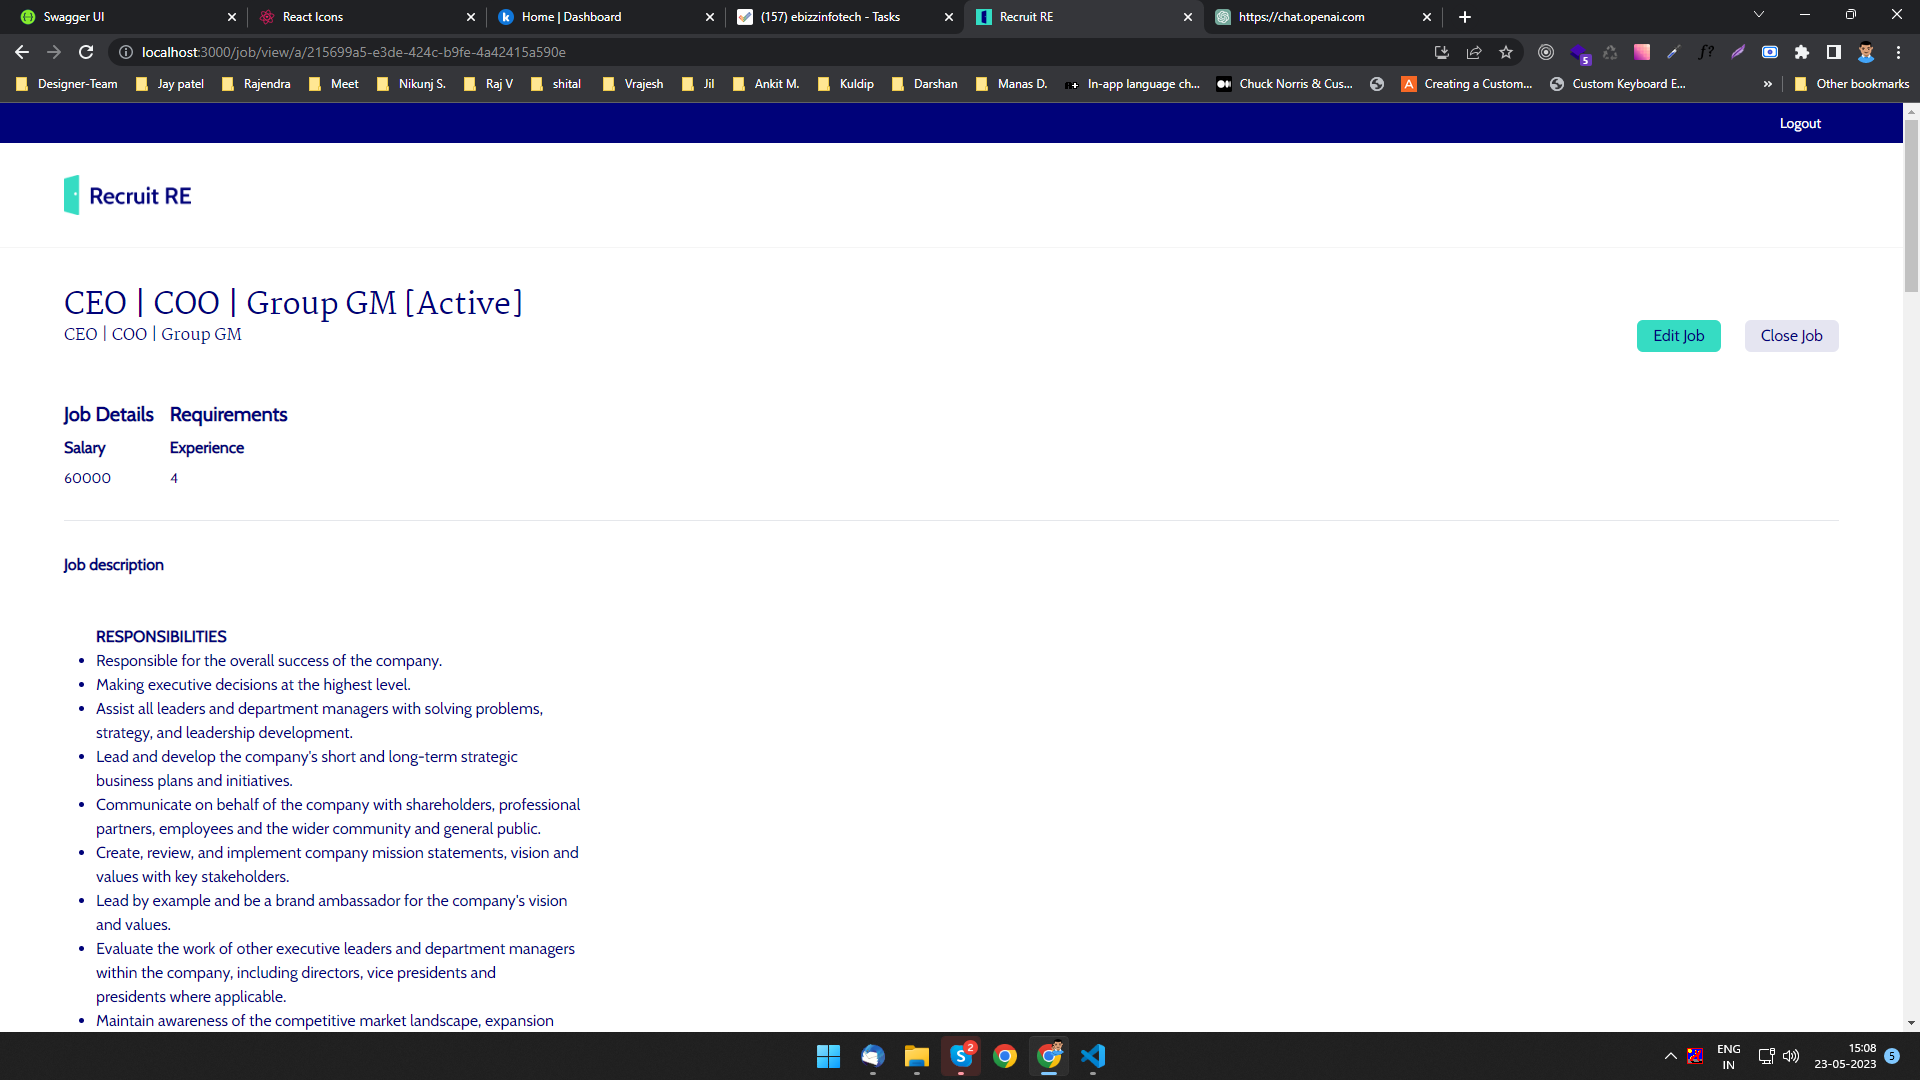 Swagger UI
React Icons
Home | Dashboard
(157) ebizzinfotech - Tasks
Recruit RE
https://chat.openai.com
localhost:3000/job/view/a/215699a5-e3de-424c-b9fe-4a42415a590e
f?
5
Designer-Team
Jay patel
Rajendra
Meet
Nikunj S.
Raj V
shital
Vrajesh
Jil
Ankit M.
Kuldip
Darshan
Manas D.
In-app language ch...
Chuck Norris & Cus...
Creating a Custom...
Custom Keyboard E...
»
Other bookmarks
Logout
Recruit RE
CEO | COO | Group GM [Active]
CEO | COO | Group GM
Edit Job
Close Job
Job Details Requirements
Salary Experience
60000 4
Job description
RESPONSIBILITIES
• Responsible for the overall success of the company.
• Making executive decisions at the highest level.
• Assist all leaders and department managers with solving problems,
strategy, and leadership development.
• Lead and develop the company's short and long-term strategic
business plans and initiatives.
• Communicate on behalf of the company with shareholders, professional
partners, employees and the wider community and general public.
• Create, review, and implement company mission statements, vision and
values with key stakeholders.
• Lead by example and be a brand ambassador for the company's vision
and values.
• Evaluate the work of other executive leaders and department managers
within the company, including directors, vice presidents and
presidents where applicable.
• Maintain awareness of the competitive market landscape, expansion
2
ENG
IN
15:08
23-05-2023
5